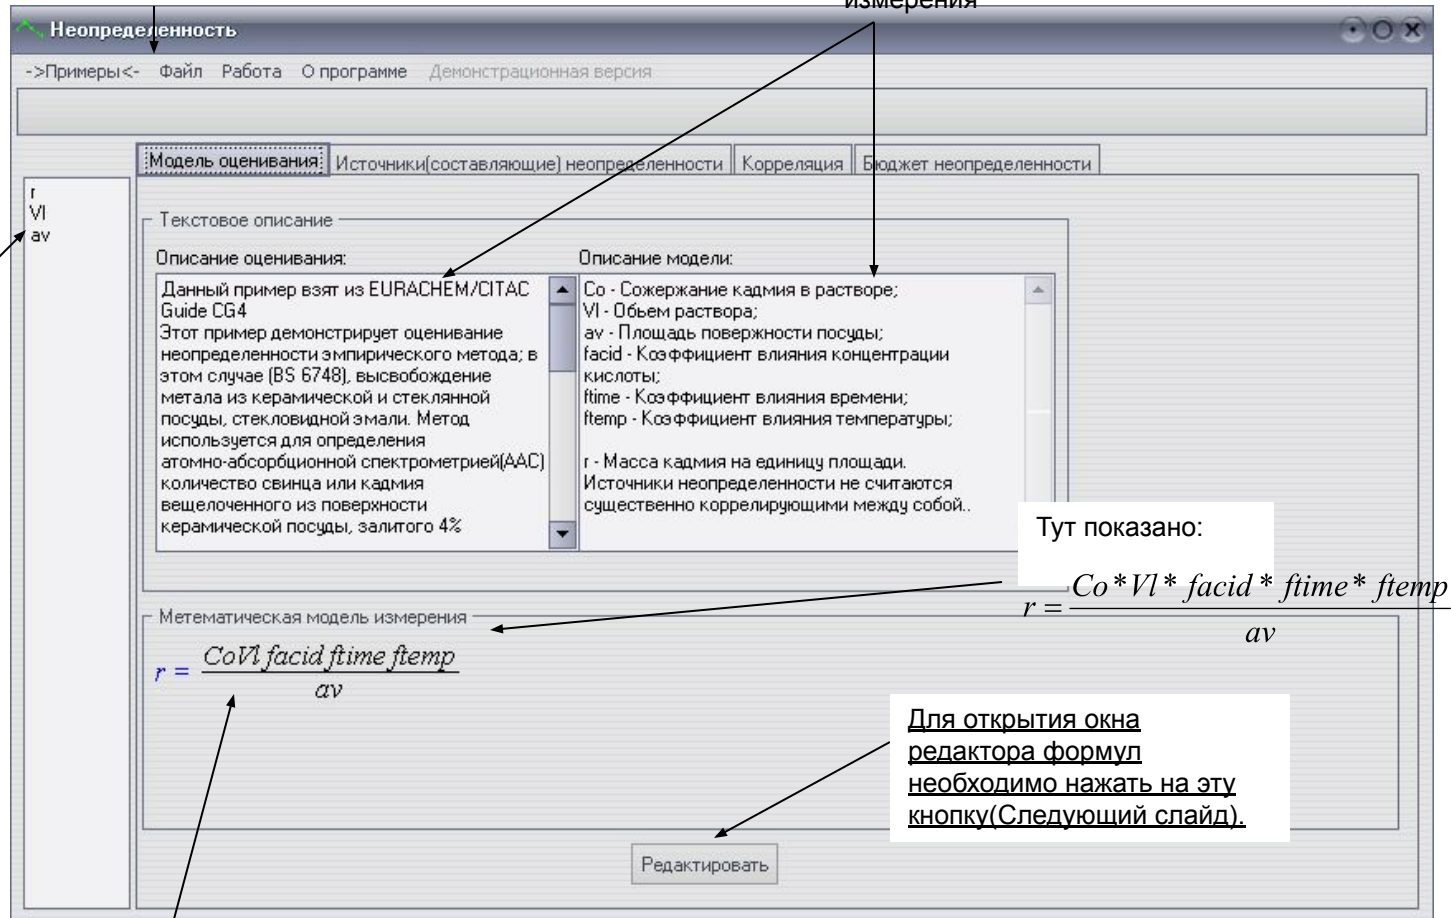 измерения
Неопределенность
->Примеры<- Файл Работа О программе Демонстрационная версия
Модель оценивания Источники(составляющие) неопределенности Корреляция Бюджет неопределенности
r
Vl
av
Текстовое описание
Описание оценивания:
Данный пример взят из EURACHEM/CITAC
Guide CG4
Этот пример демонстрирует оценивание
неопределенности эмпирического метода; в
этом случае (BS 6748), высвобождение
метала из керамической и стеклянной
посуды, стекловидной эмали. Метод
используется для определения
атомно-абсорбционной спектрометрией(ААС)
количество свинца или кадмия
вещелоченного из поверхности
керамической посуды, залитого 4%
Описание модели:
Co - Сожержание кадмия в растворе;
Vl - Обьем раствора;
av - Площадь повержности посуды;
facid - Коэффициент влияния концентрации
кислоты;
ftime - Коэффициент влияния времени;
ftemp - Коэффициент влияния температуры;
r - Масса кадмия на единицу площади.
Источники неопределенности не считаются
существенно коррелирующими между собой..
Тут показано:
r = Co*Vl* facid* ftime* ftemp
av
Метематическая модель измерения
r = CoVl facid ftime ftemp
av
Для открытия окна
редактора формул
необходимо нажать на эту
кнопку(Следующий слайд).
Редактировать